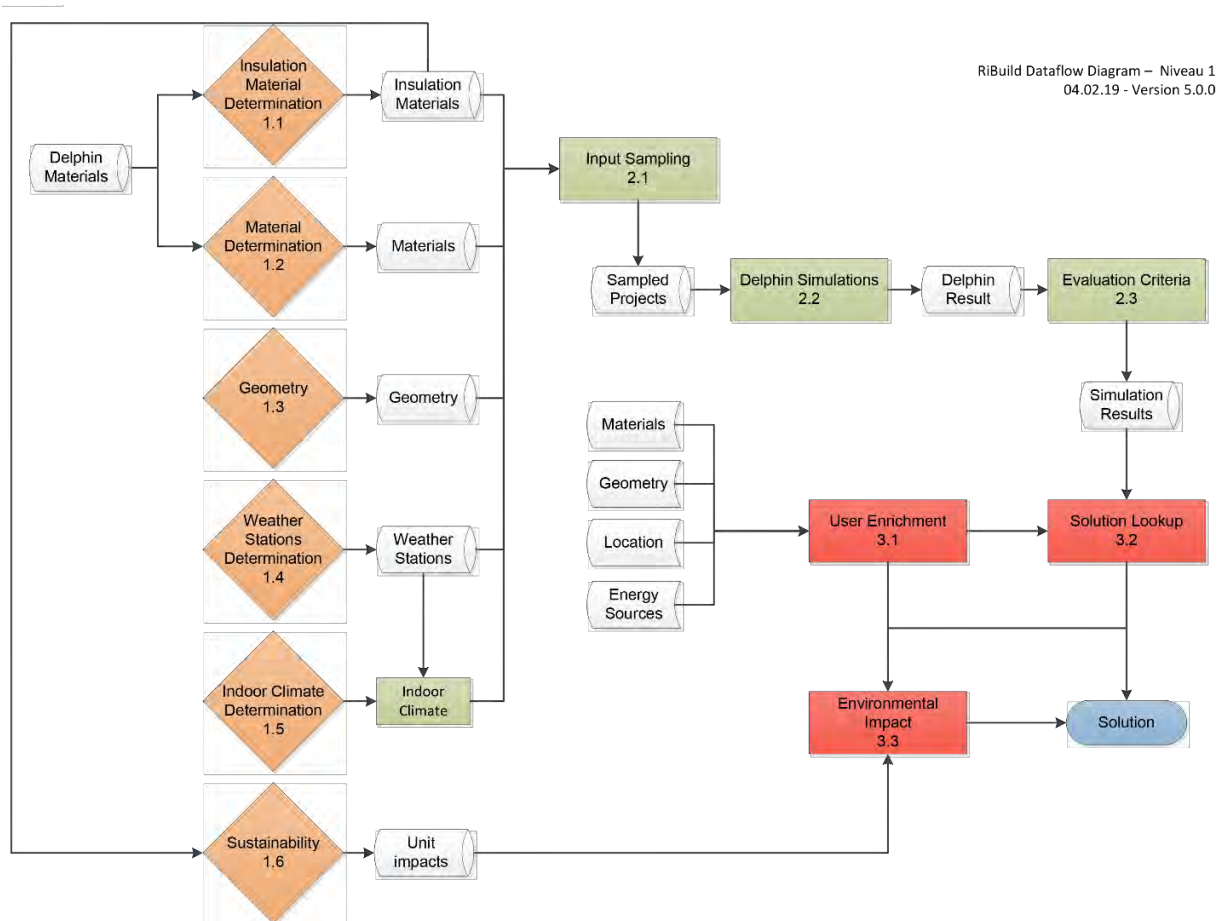 RiBuild Dataflow Diagram – Niveau 1
04.02.19 - Version 5.0.0
Insulation
Material
Determination
1.1
Insulation
Materials
Delphin
Materials
Input Sampling
2.1
Material
Determination
1.2
Materials
Sampled
Projects
Delphin Simulations
2.2
Delphin
Result
Evaluation Criteria
2.3
Geometry
1.3
Geometry
Simulation
Results
Materials
Geometry
Location
Energy
Sources
Weather
Stations
Determination
1.4
Weather
Stations
User Enrichment
3.1
Solution Lookup
3.2
Indoor Climate
Determination
1.5
Indoor
Climate
Environmental
Impact
3.3
Solution
Sustainability
1.6
Unit
impacts